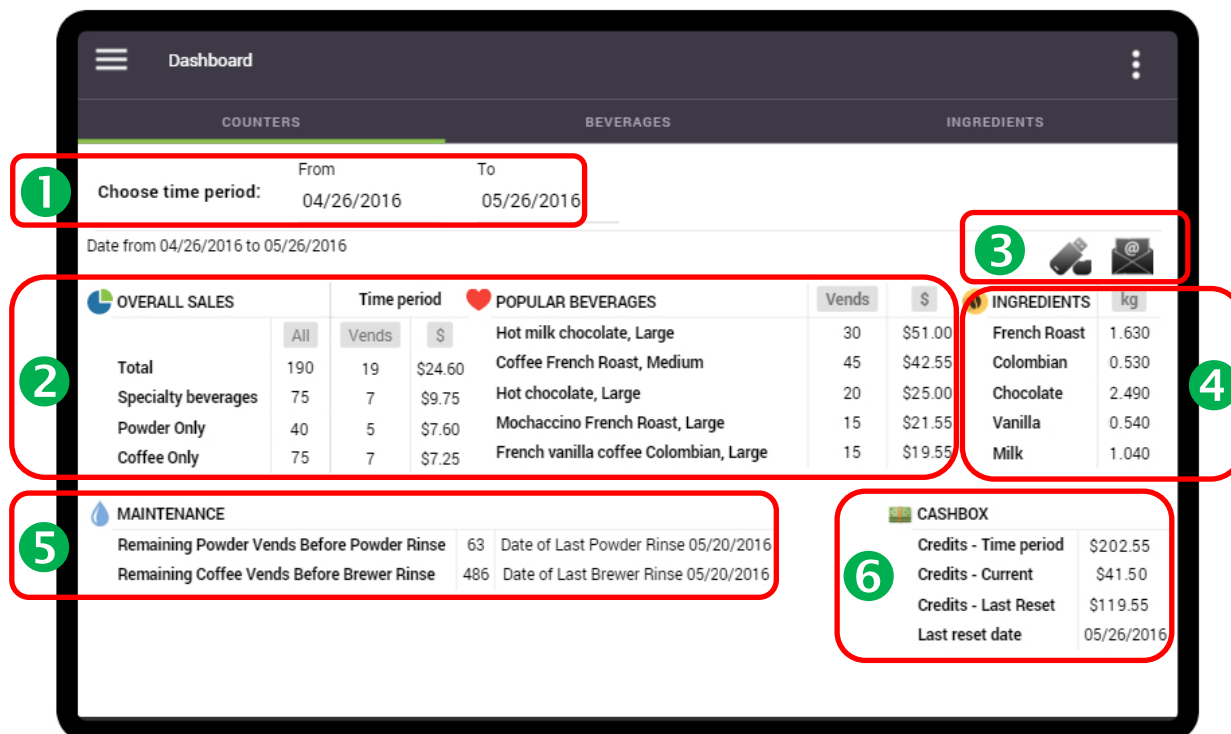 Dashboard
COUNTERS BEVERAGES INGREDIENTS
1
From To
Choose time period: 04/26/2016 05/26/2016
Date from 04/26/2016 to 05/26/2016
3
@
2
OVERALL SALES Time period
All Vends $
Total 190 19 $24.60
Specialty beverages 75 7 $9.75
Powder Only 40 5 $7.60
Coffee Only 75 7 $7.25
POPULAR BEVERAGES Vends $
Hot milk chocolate, Large 30 $51.00
Coffee French Roast, Medium 45 $42.55
Hot chocolate, Large 20 $25.00
Mochaccino French Roast, Large 15 $21.55
French vanilla coffee Colombian, Large 15 $19.55
INGREDIENTS kg
French Roast 1.630
Colombian 0.530
Chocolate 2.490
Vanilla 0.540
Milk 1.040
4
5
MAINTENANCE
Remaining Powder Vends Before Powder Rinse 63 Date of Last Powder Rinse 05/20/2016
Remaining Coffee Vends Before Brewer Rinse 486 Date of Last Brewer Rinse 05/20/2016
6
CASHBOX
Credits - Time period $202.55
Credits - Current $41.50
Credits - Last Reset $119.55
Last reset date 05/26/2016